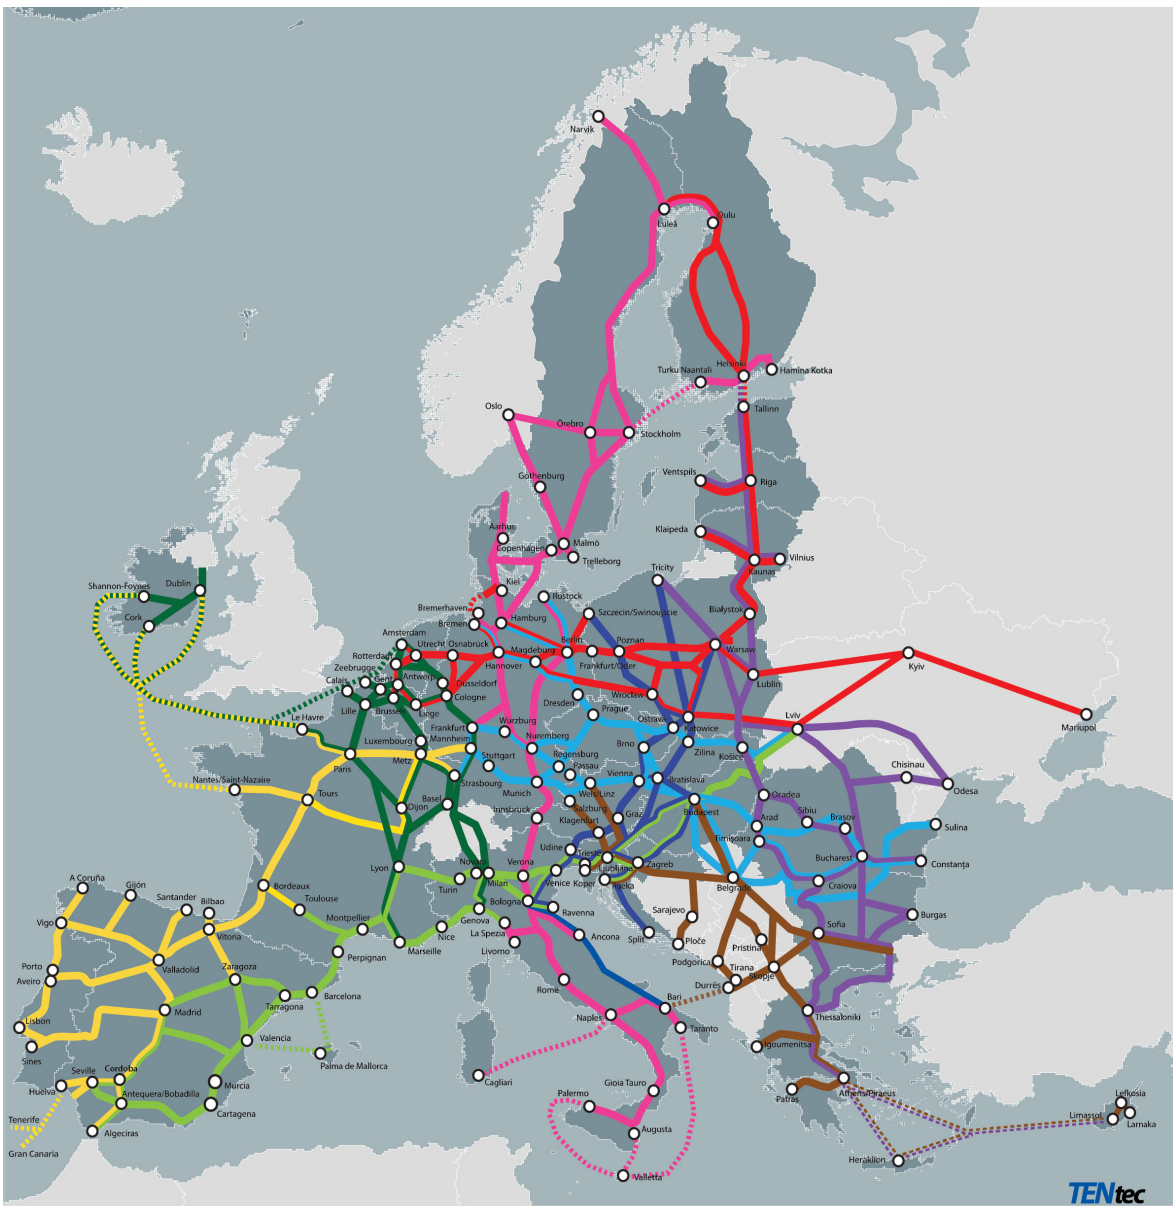 Narvik
Luleå
Oulu
Helsinki
Turku Naantali
Hamina Kotka
Tallinn
Oslo
Örebro
Stockholm
Gothenburg
Ventspils
Riga
Aarhus
Copenhagen
Malmö
Trelleborg
Klaipeda
Vilnius
Kaunas
Tricity
Shannon-Foynes
Dublin
Cork
Kiel
Rostock
Bremerhaven
Bremen
Hamburg
Szczecin/Swinoujscie
Białystok
Amsterdam
Utrecht
Osnabrück
Hannover
Magdeburg
Berlin
Frankfurt/Oder
Poznan
Warsaw
Kyiv
Rotterdam
Zeebrugge
Calais
Gent
Antwerp
Düsseldorf
Cologne
Lublin
Lille
Brussels
Liège
Dresden
Wrocław
Mariupol
Le Havre
Luxembourg
Frankfurt
Mannheim
Würzburg
Prague
Ostrava
Katowice
Lviv
Paris
Metz
Nuremberg
Regensburg
Brno
Zilina
Košice
Stuttgart
Strasbourg
Passau
Chisinau
Odesa
Nantes/Saint-Nazaire
Tours
Munich
Wels/Linz
Vienna
Bratislava
Dijon
Basel
Innsbruck
Salzburg
Klagenfurt
Graz
Budapest
Oradea
Arad
Sibiu
Brașov
Sulina
Timișoara
Udine
Trieste
Ljubljana
Zagreb
Bucharest
Constanța
Lyon
Novara
Milan
Turin
Verona
Venice
Koper
Rijeka
Belgrade
Craiova
A Coruña
Gijón
Santander
Bilbao
Bordeaux
Toulouse
Bologna
Ravenna
Vigo
Vitoria
Montpellier
Genova
La Spezia
Nice
Marseille
Livorno
Ancona
Split
Sarajevo
Ploče
Sofia
Burgas
Perpignan
Pristina
Porto
Aveiro
Valladolid
Zaragoza
Podgorica
Tirana
Skopje
Durrës
Barcelona
Tarragona
Rome
Madrid
Bari
Naples
Taranto
Thessaloniki
Lisbon
Sines
Valencia
Palma de Mallorca
Igoumenitsa
Cagliari
Gioia Tauro
Seville
Cordoba
Huelva
Murcia
Antequera/Bobadilla
Cartagena
Palermo
Patras
Athens/Piraeus
Lefkosia
Limassol
Larnaka
Tenerife
Algeciras
Augusta
Gran Canaria
Heraklion
Valletta
TENtec